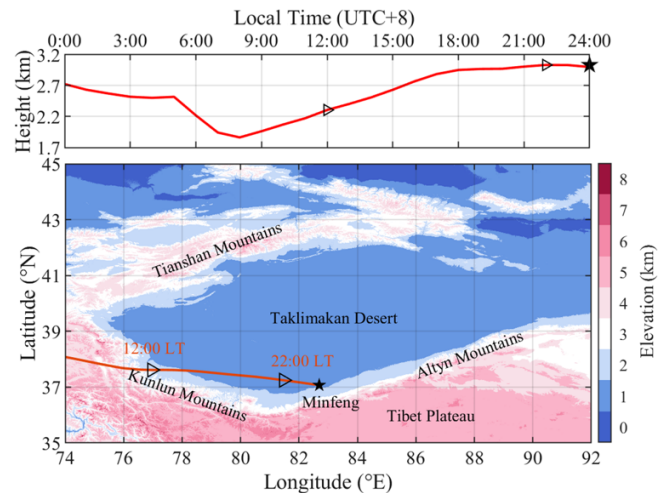 Local Time (UTC+8)
0:00 3:00 6:00 9:00 12:00 15:00 18:00 21:00 24:00
Height (km)
3.2
2.7
2.2
1.7
Latitude (°N)
45
43
41
39
37
35
Tianshan Mountains
Taklimakan Desert
12:00 LT
22:00 LT
Altyn Mountains
Kunlun Mountains
Minfeng
Tibet Plateau
74 76 78 80 82 84 86 88 90 92
Longitude (°E)
8
7
6
5
4
3
2
1
0
Elevation (km)